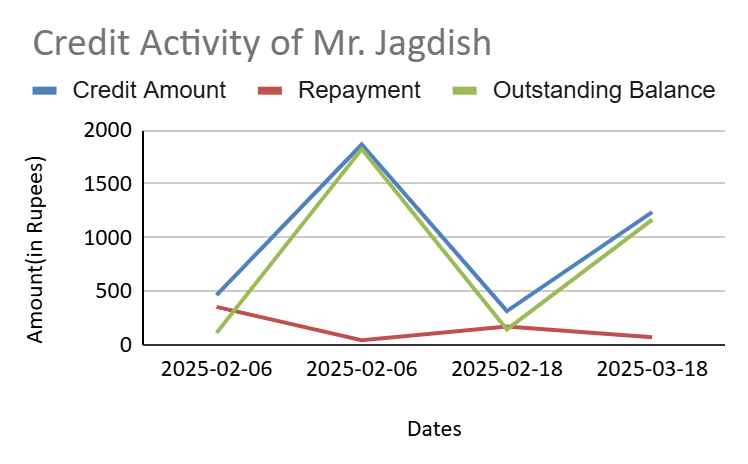 Credit Activity of Mr. Jagdish
Credit Amount Repayment Outstanding Balance
Amount(in Rupees)
2000
1500
1000
500
0
2025-02-06 2025-02-06 2025-02-18 2025-03-18
Dates